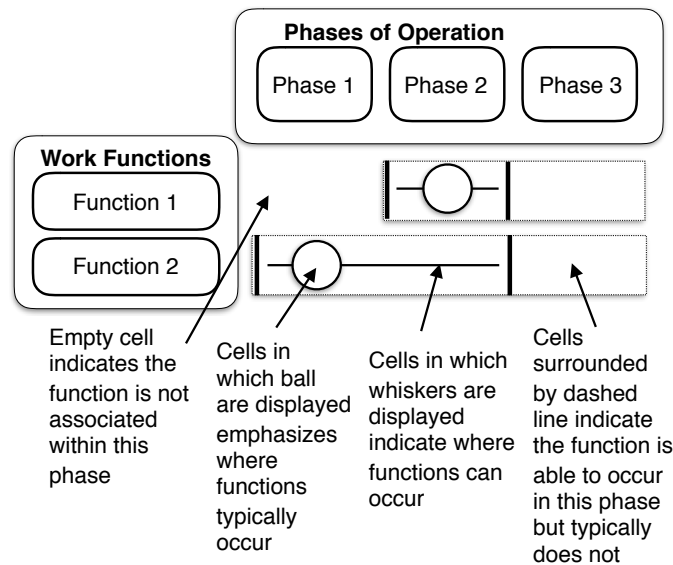 Phases of Operation
Phase 1
Phase 2
Phase 3
Work Functions
Function 1
Function 2
Empty cell
indicates the
function is not
associated
within this
phase
Cells in
which ball
are displayed
emphasizes
where
functions
typically
occur
Cells in which
whiskers are
displayed
indicate where
functions can
occur
Cells
surrounded
by dashed
line indicate
the function is
able to occur
in this phase
but typically
does not